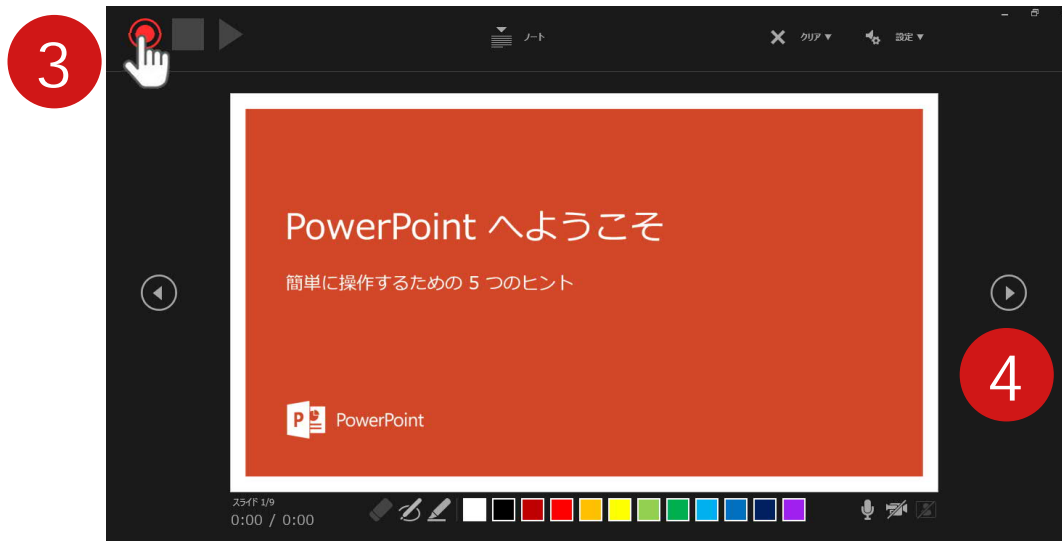 3
ノート
クリア ▼
設定 ▼
PowerPoint へようこそ
簡単に操作するための 5 つのヒント
4
P
PowerPoint
スライド 1/9
0:00 / 0:00